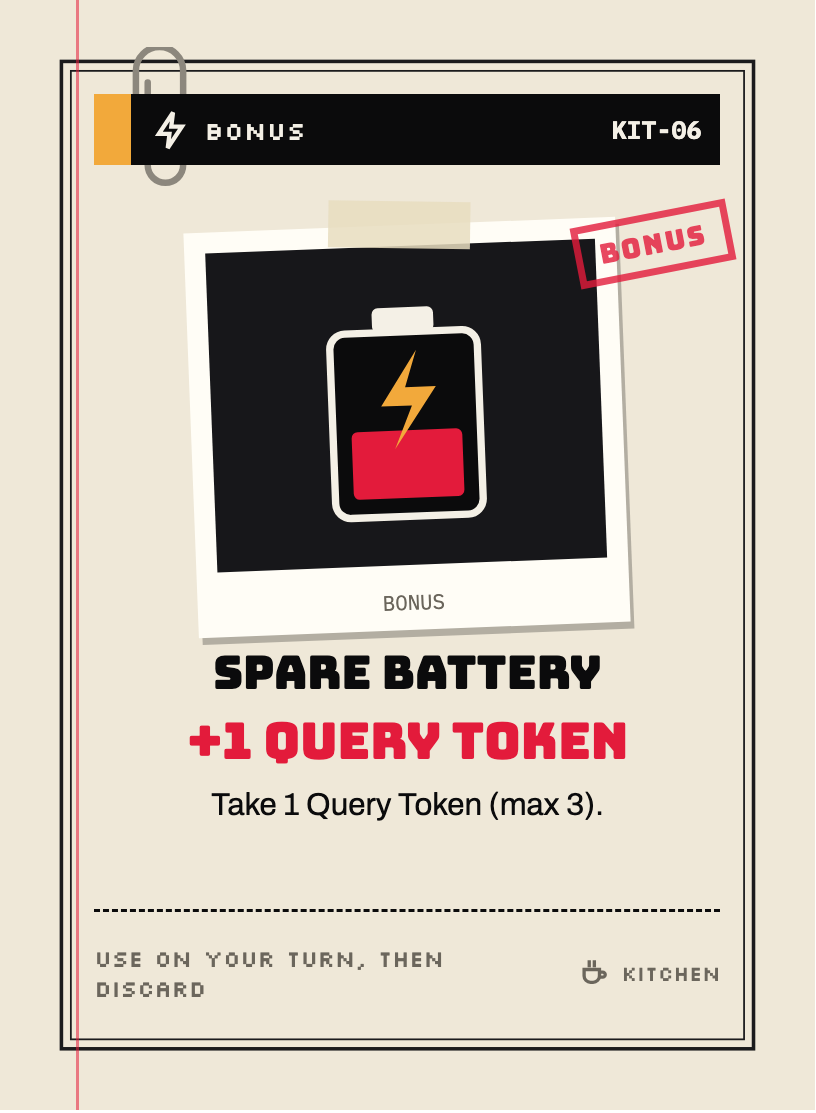 BONUS
KIT-06
BONUS
BONUS
SPARE BATTERY
+1 QUERY TOKEN
Take 1 Query Token (max 3).
USE ON YOUR TURN, THEN
DISCARD
KITCHEN